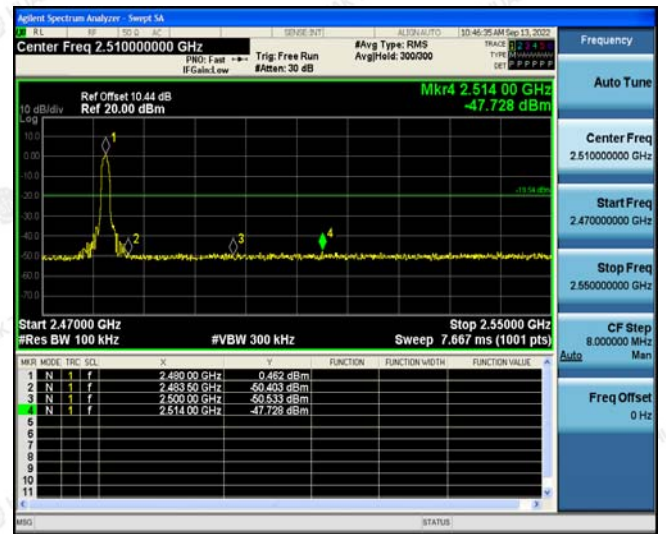 Agilent Spectrum Analyzer - Swept SA
RL RF 50 Ω AC SENSE:INT ALIGN AUTO 10:46:35 AM Sep 13, 2022
Center Freq 2.510000000 GHz
PNO: Fast
IFGain:Low
Trig: Free Run
#Atten: 30 dB
#Avg Type: RMS
Avg|Hold: 300/300
TRACE 1 2 3 4 5 6
TYPE
DET P P P P P P
Frequency
Auto Tune
Center Freq
2.510000000 GHz
Start Freq
2.470000000 GHz
Stop Freq
2.550000000 GHz
CF Step
8.000000 MHz
Auto Man
Freq Offset
0 Hz
Ref Offset 10.44 dB
Ref 20.00 dBm
10 dB/div
Log
Mkr4 2.514 00 GHz
-47.728 dBm
10.0
0.00
-10.0
-20.0
-30.0
-40.0
-50.0
-60.0
-70.0
1
2
3
4
-19.54 dBm
Start 2.47000 GHz
Stop 2.55000 GHz
#Res BW 100 kHz
#VBW 300 kHz
Sweep 7.667 ms (1001 pts)
MKR MODE TRC SCL X Y FUNCTION FUNCTION WIDTH FUNCTION VALUE
1 N 1 f 2.480 00 GHz 0.462 dBm
2 N 1 f 2.483 50 GHz -50.403 dBm
3 N 1 f 2.500 00 GHz -50.533 dBm
4 N 1 f 2.514 00 GHz -47.728 dBm
5
6
7
8
9
10
11
MSG
STATUS